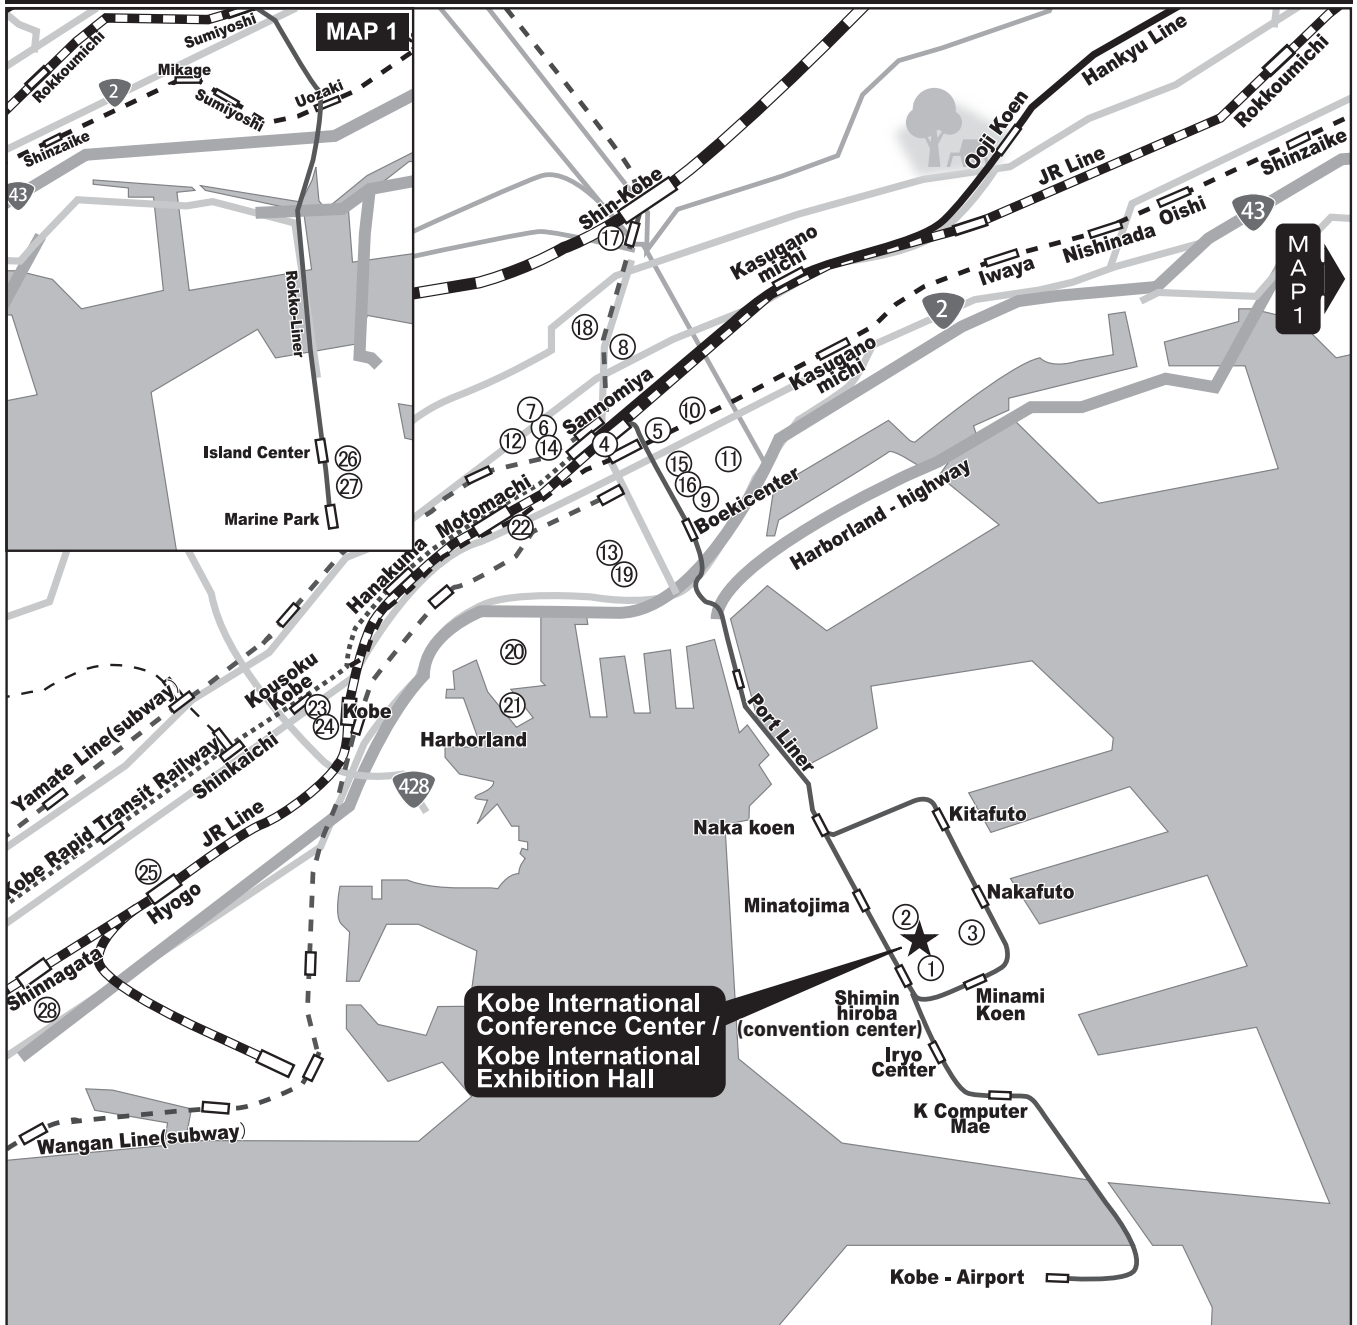 MAP 1
Sumiyoshi
Rokkoumichi
2
Mikage
Sumiyoshi
Uozaki
Shinzaike
43
Rokko-Liner
Island Center
26
27
Marine Park
Hankyu Line
Ooji Koen
Rokkoumichi
JR Line
Shinzaike
Oishi
Nishinada
Iwaya
43
2
MAP 1
Shin-Kobe
17
Kasugano
michi
18
8
Kasugano
michi
7
6
12
14
Sannomiya
4
5
10
15
16
9
11
Boekicenter
Harborland - highway
Motomachi
22
Hanakuma
13
19
20
21
Kousoku
Kobe
23
24
Kobe
Harborland
Yamate Line(subway)
Kobe Rapid Transit Railway
Shinkaichi
428
JR Line
25
Hyogo
Shinnagata
28
Wangan Line(subway)
Port Liner
Naka koen
Kitafuto
Minatojima
Nakafuto
2
3
1
Kobe International
Conference Center /
Kobe International
Exhibition Hall
Shimin
hiroba
(convention center)
Minami
Koen
Iryo
Center
K Computer
Mae
Kobe - Airport